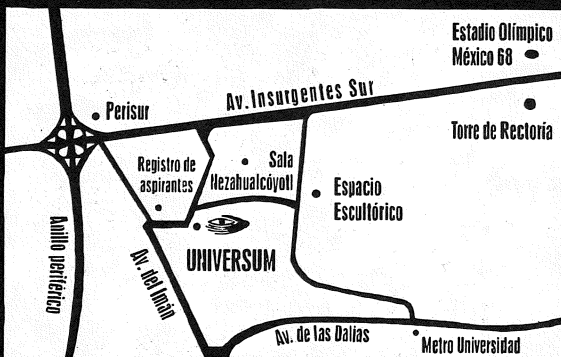 Estadio Olímpico
México 68
Perisur
Av. Insurgentes Sur
Torre de Rectoría
Registro de
aspirantes
Sala
Nezahualcóyotl
Espacio
Escultórico
Anillo periférico
Av. del Imán
UNIVERSUM
Av. de las Dalias
Metro Universidad